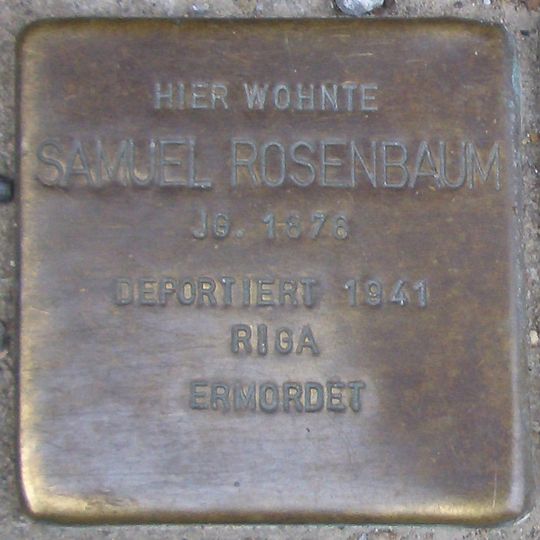 HIER WOHNTE
SAMUEL ROSENBAUM
JG. 1878
DEPORTIERT 1941
RIGA
ERMORDET